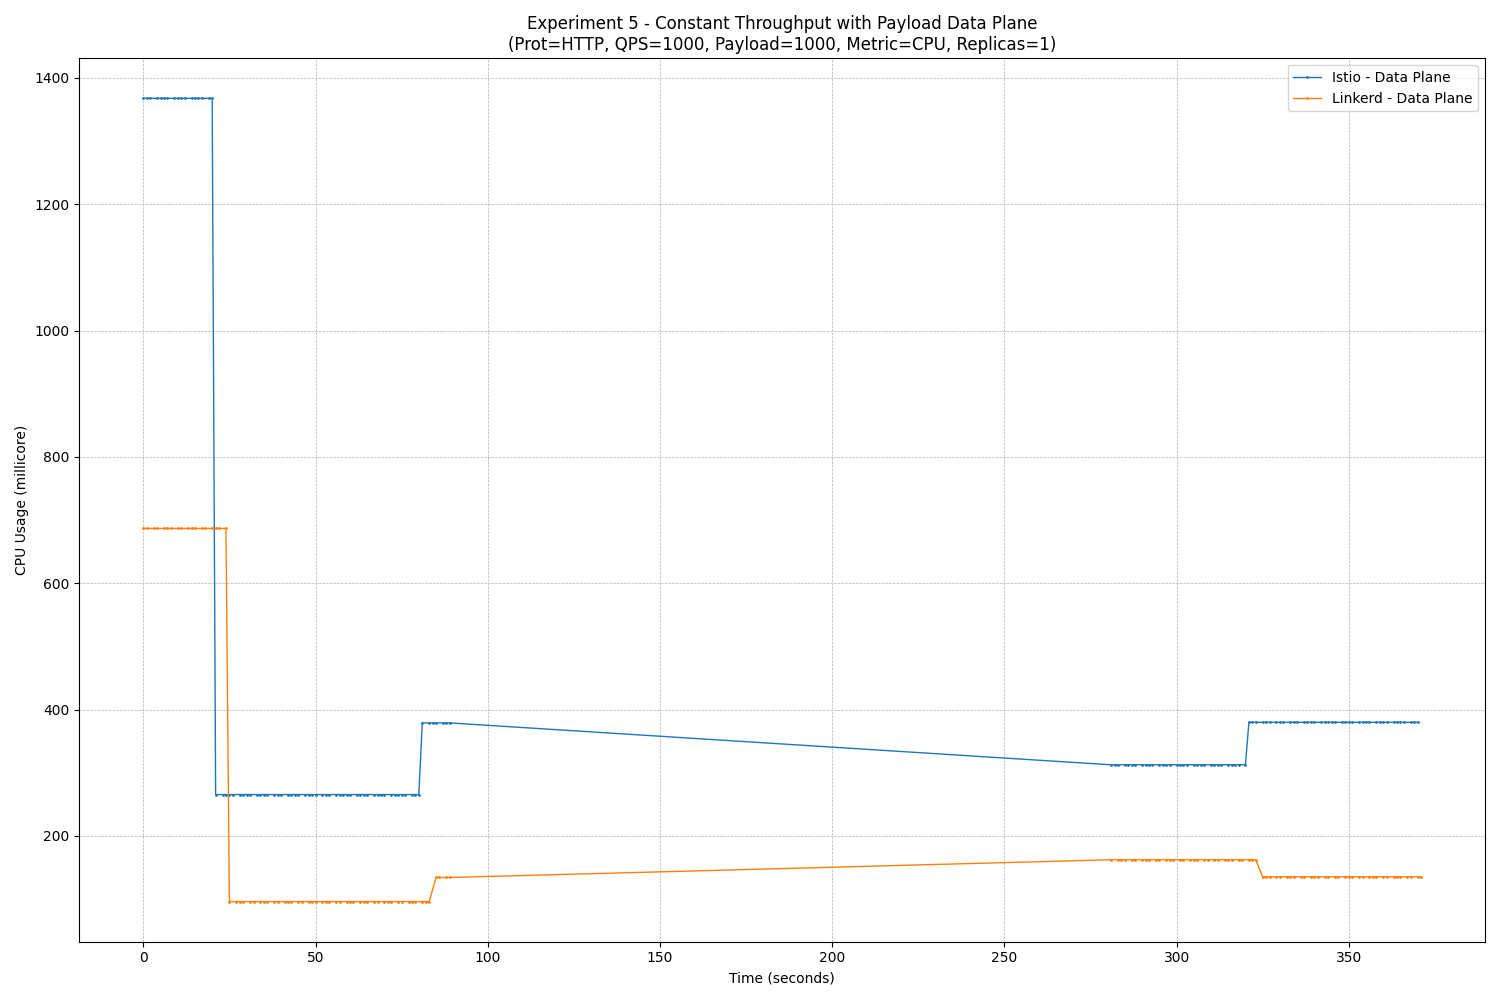 Experiment 5 - Constant Throughput with Payload Data Plane
(Prot=HTTP, QPS=1000, Payload=1000, Metric=CPU, Replicas=1)
Istio - Data Plane
Linkerd - Data Plane
CPU Usage (millicore)
1400
1200
1000
800
600
400
200
0
50
100
150
200
250
300
350
Time (seconds)